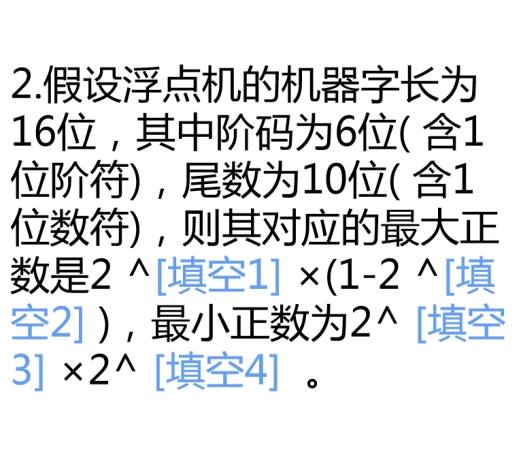 2.假设浮点机的机器字长为
16位，其中阶码为6位( 含1
位阶符)，尾数为10位( 含1
位数符)，则其对应的最大正
数是2 ^[填空1] ×(1-2 ^[填
空2] )，最小正数为2^ [填空
3] ×2^ [填空4] 。